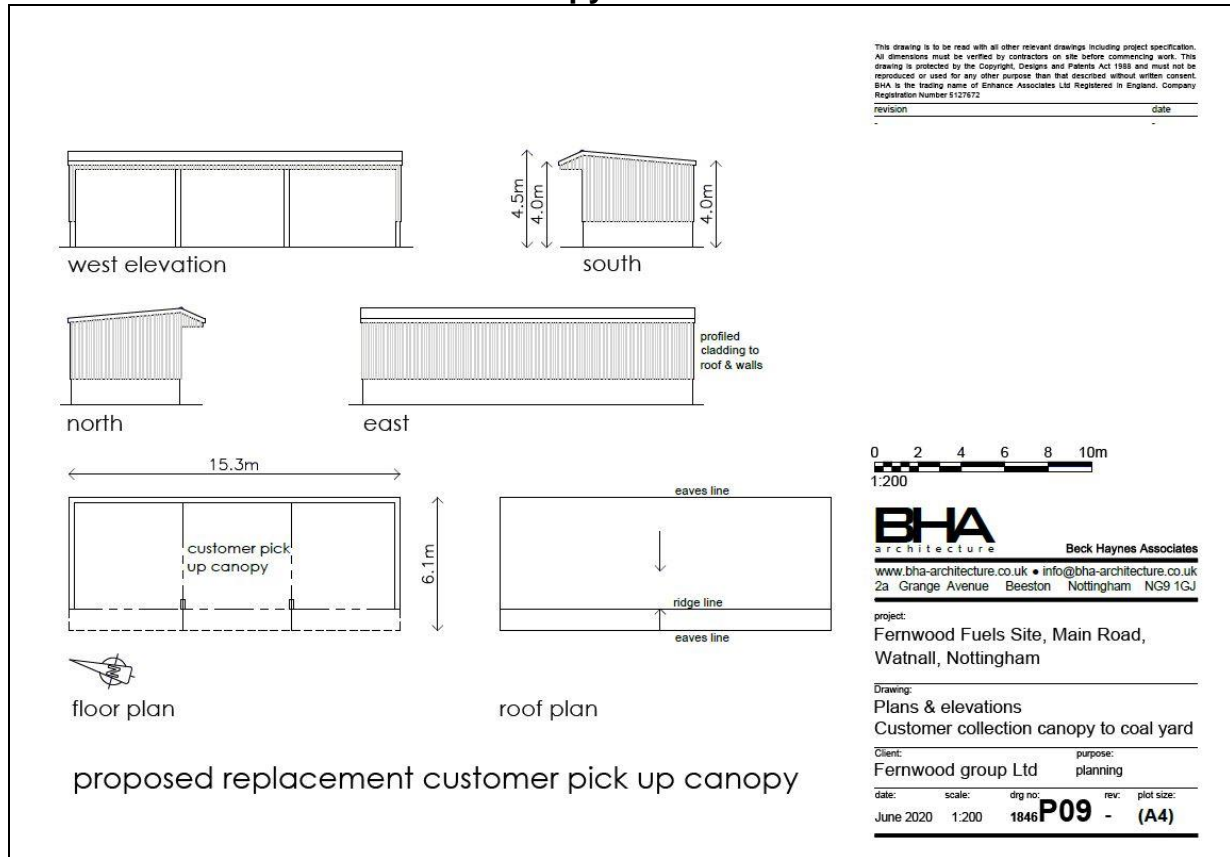 py
This drawing is to be read with all other relevant drawings including project specification.
All dimensions must be verified by contractors on site before commencing work. This
drawing is protected by the Copyright, Designs and Patents Act 1988 and must not be
reproduced or used for any other purpose than that described without written consent.
BHA is the trading name of Enhance Associates Ltd Registered in England. Company
Registration Number 5127672
revision date
- -
4.5m
4.0m
4.0m
west elevation
south
profiled
cladding to
roof & walls
north
east
15.3m
6.1m
customer pick
up canopy
eaves line
ridge line
eaves line
N
floor plan
roof plan
proposed replacement customer pick up canopy
0 2 4 6 8 10m
1:200
BHA
architecture
Beck Haynes Associates
www.bha-architecture.co.uk • info@bha-architecture.co.uk
2a Grange Avenue Beeston Nottingham NG9 1GJ
project:
Fernwood Fuels Site, Main Road,
Watnall, Nottingham
Drawing:
Plans & elevations
Customer collection canopy to coal yard
Client: purpose:
Fernwood group Ltd planning
date: scale: drg no: rev: plot size:
June 2020 1:200 1846P09 - (A4)